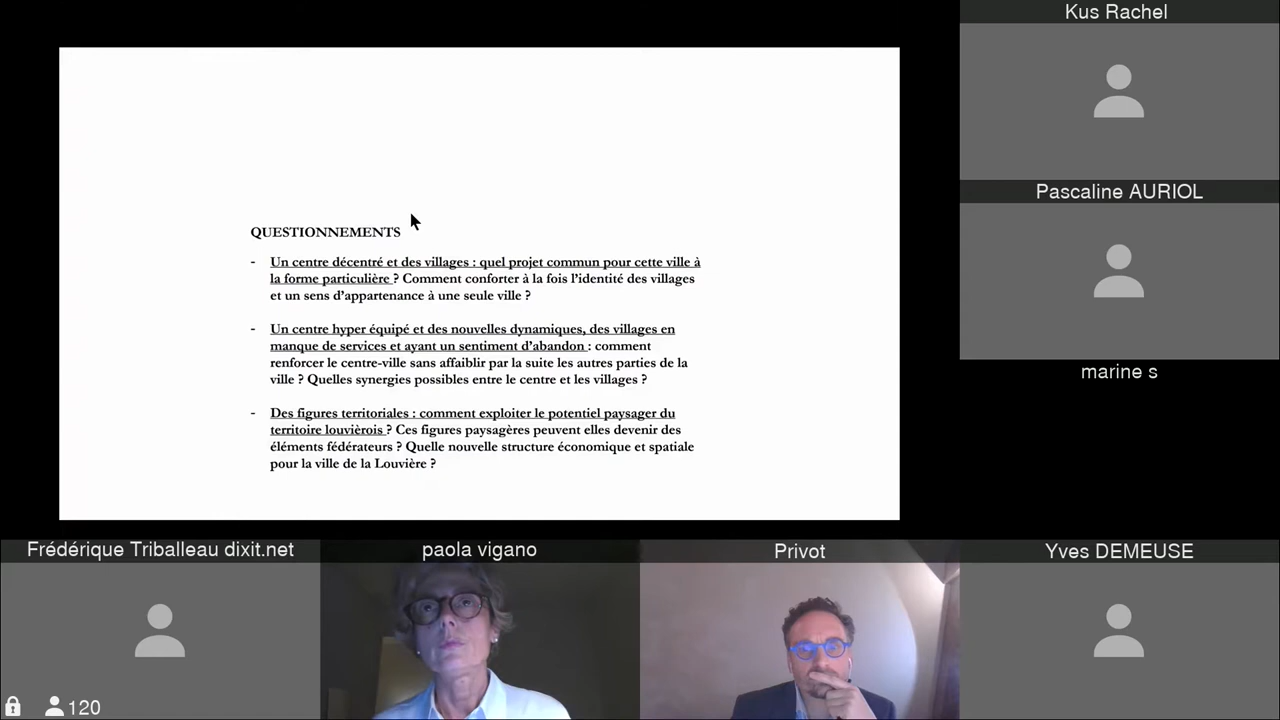 Kus Rachel
Pascaline AURIOL
marine s
QUESTIONNEMENTS
- Un centre décentré et des villages : quel projet commun pour cette ville à
la forme particulière ? Comment conforter à la fois l’identité des villages
et un sens d’appartenance à une seule ville ?
- Un centre hyper équipé et des nouvelles dynamiques, des villages en
manque de services et ayant un sentiment d’abandon : comment
renforcer le centre-ville sans affaiblir par la suite les autres parties de la
ville ? Quelles synergies possibles entre le centre et les villages ?
- Des figures territoriales : comment exploiter le potentiel paysager du
territoire louvièrois ? Ces figures paysagères peuvent elles devenir des
éléments fédérateurs ? Quelle nouvelle structure économique et spatiale
pour la ville de la Louvière ?
Frédérique Triballeau dixit.net
paola vigano
Privot
Yves DEMEUSE
120